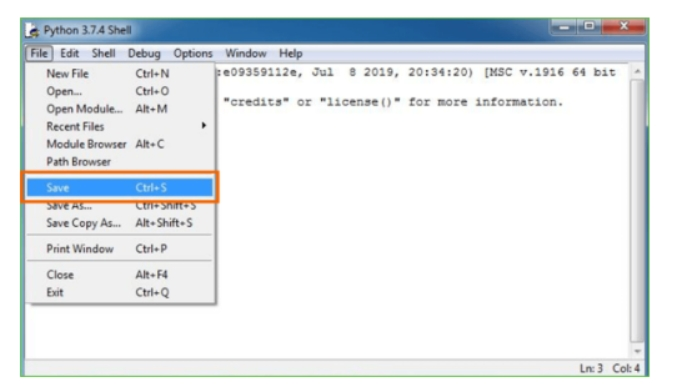 Python 3.7.4 Shell
File Edit Shell Debug Options Window Help
New File Ctrl+N
:e09359112e, Jul 8 2019, 20:34:20) [MSC v.1916 64 bit
Open... Ctrl+O
"credits" or "license()" for more information.
Open Module... Alt+M
Recent Files
Module Browser Alt+C
Path Browser
Save Ctrl+S
Save As... Ctrl+Shift+S
Save Copy As... Alt+Shift+S
Print Window Ctrl+P
Close Alt+F4
Exit Ctrl+Q
Ln: 3 Col: 4